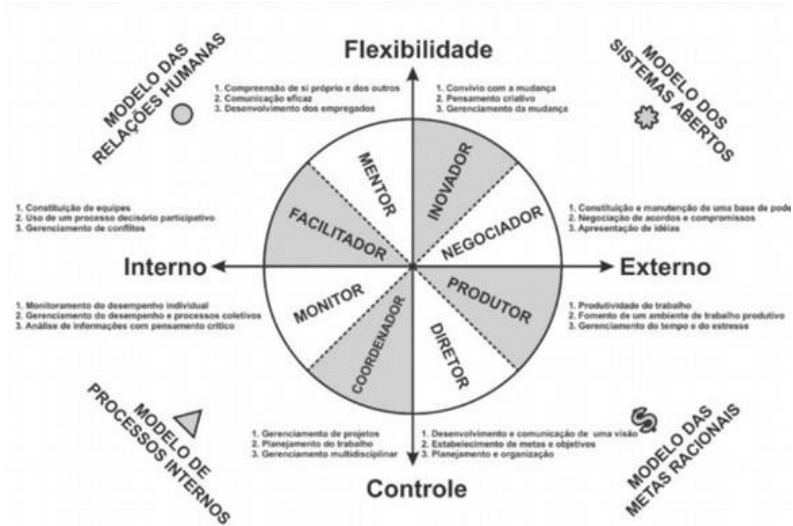 Flexibilidade
MODELO DAS
RELAÇÕES HUMANAS
MODELO DOS
SISTEMAS ABERTOS
1. Compreensão de si próprio e dos outros
2. Comunicação eficaz
3. Desenvolvimento dos empregados
1. Convívio com a mudança
2. Pensamento criativo
3. Gerenciamento da mudança
MENTOR
INOVADOR
FACILITADOR
NEGOCIADOR
1. Constituição de equipes
2. Uso de um processo decisório participativo
3. Gerenciamento de conflitos
1. Constituição e manutenção de uma base de pode
2. Negociação de acordos e compromissos
3. Apresentação de idéias
Interno
Externo
MONITOR
PRODUTOR
COORDENADOR
DIRETOR
1. Monitoramento do desempenho individual
2. Gerenciamento do desempenho e processos coletivos
3. Análise de informações com pensamento crítico
1. Produtividade do trabalho
2. Fomento de um ambiente de trabalho produtivo
3. Gerenciamento do tempo e do estresse
MODELO DE
PROCESSOS INTERNOS
1. Gerenciamento de projetos
2. Planejamento do trabalho
3. Gerenciamento multidisciplinar
1. Desenvolvimento e comunicação de uma visão
2. Estabelecimento de metas e objetivos
3. Planejamento e organização
MODELO DAS
METAS RACIONAIS
Controle